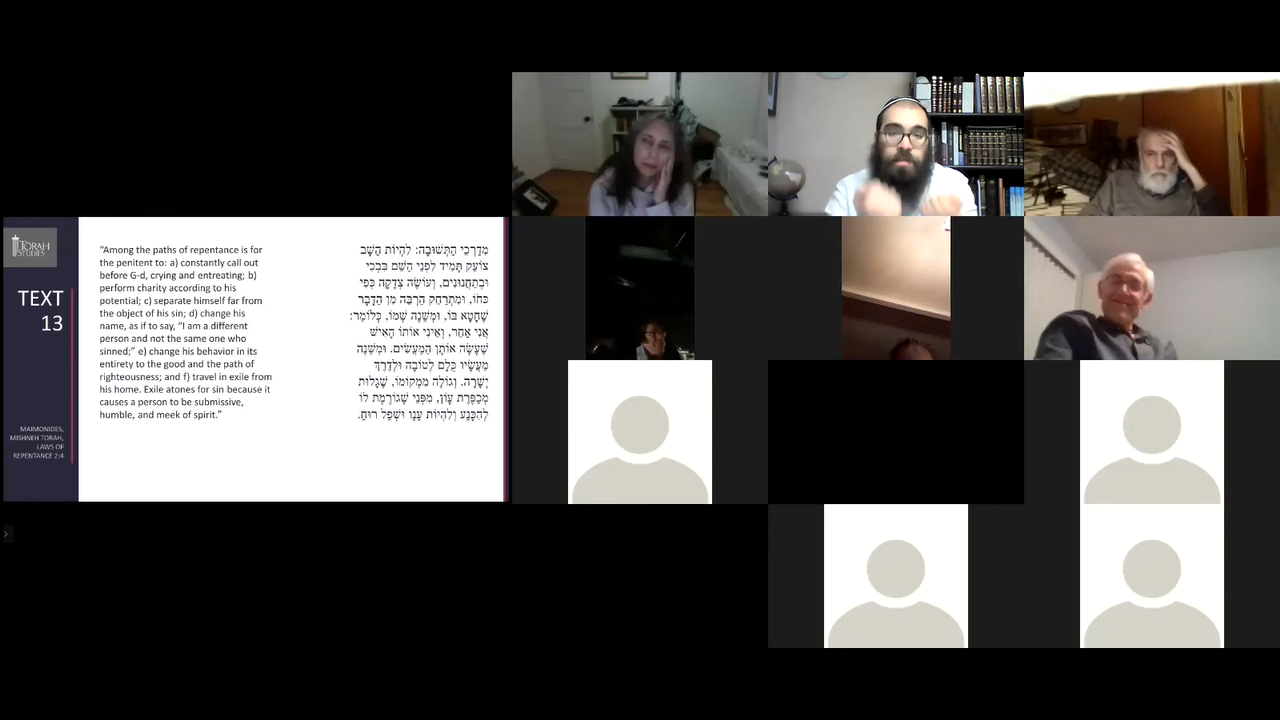 TORAH
STUDIES
TEXT
13
MAIMONIDES,
MISHNEH TORAH,
LAWS OF
REPENTANCE 2:4
"Among the paths of repentance is for
the penitent to: a) constantly call out
before G-d, crying and entreating; b)
perform charity according to his
potential; c) separate himself far from
the object of his sin; d) change his
name, as if to say, "I am a different
person and not the same one who
sinned;" e) change his behavior in its
entirety to the good and the path of
righteousness; and f) travel in exile from
his home. Exile atones for sin because it
causes a person to be submissive,
humble, and meek of spirit."
מִדַּרְכֵי הַתְּשׁוּבָה: לִהְיוֹת הַשָּׁב
צוֹעֵק תָּמִיד לִפְנֵי הַשֵּׁם בִּבְכִי
וּבְתַחֲנוּנִים, וְעוֹשֶׂה צְדָקָה כְּפִי
כֹּחוֹ, וּמִתְרַחֵק הַרְבֵּה מִן הַדָּבָר
שֶׁחָטָא בּוֹ, וּמְשַׁנֶּה שְׁמוֹ, כְּלוֹמַר:
אֲנִי אַחֵר, וְאֵינִי אוֹתוֹ הָאִישׁ
שֶׁעָשָׂה אוֹתָן הַמַּעֲשִׂים. וּמְשַׁנֶּה
מַעֲשָׂיו כֻּלָּם לְטוֹבָה וּלְדֶרֶךְ
יְשָׁרָה. וְגוֹלֶה מִמְּקוֹמוֹ, שֶׁגָּלוּת
מְכַפֶּרֶת עָוֹן, מִפְּנֵי שֶׁגּוֹרֶמֶת לוֹ
לְהִכָּנַע וְלִהְיוֹת עָנָו וּשְׁפַל רוּחַ.